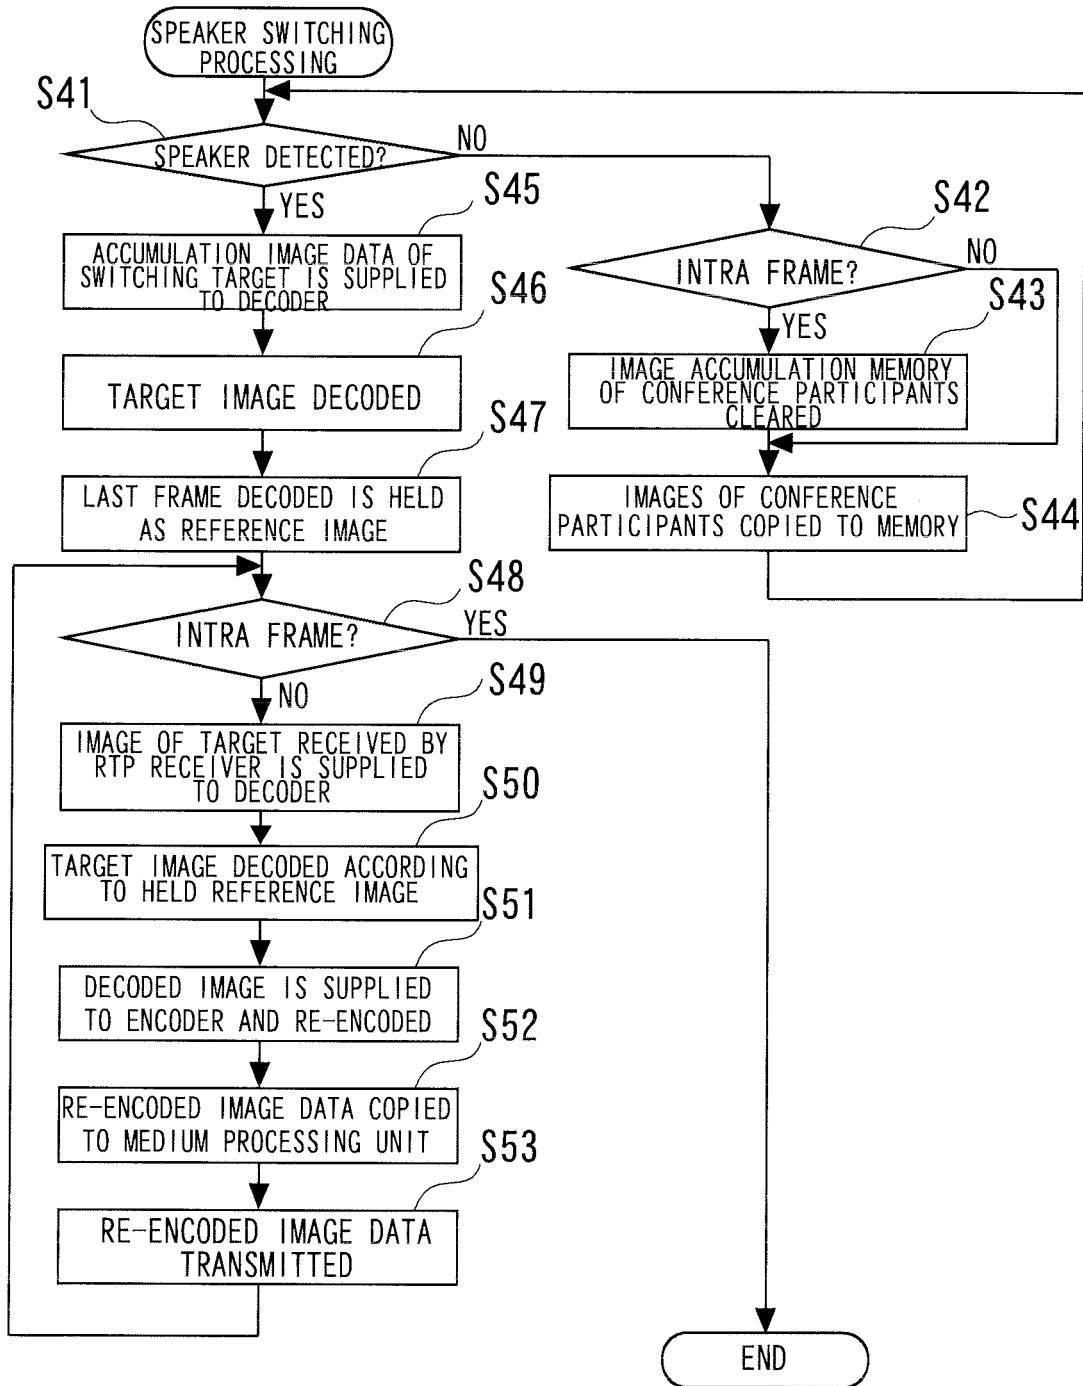 SPEAKER SWITCHING
PROCESSING
S41
SPEAKER DETECTED?
NO
YES
S45
ACCUMULATION IMAGE DATA OF
SWITCHING TARGET IS SUPPLIED
TO DECODER
S42
INTRA FRAME?
NO
YES
S43
IMAGE ACCUMULATION MEMORY
OF CONFERENCE PARTICIPANTS
CLEARED
S46
TARGET IMAGE DECODED
S47
LAST FRAME DECODED IS HELD
AS REFERENCE IMAGE
IMAGES OF CONFERENCE
PARTICIPANTS COPIED TO MEMORY
S44
S48
INTRA FRAME?
YES
NO
S49
IMAGE OF TARGET RECEIVED BY
RTP RECEIVER IS SUPPLIED
TO DECODER
S50
TARGET IMAGE DECODED ACCORDING
TO HELD REFERENCE IMAGE
S51
DECODED IMAGE IS SUPPLIED
TO ENCODER AND RE-ENCODED
S52
RE-ENCODED IMAGE DATA COPIED
TO MEDIUM PROCESSING UNIT
S53
RE-ENCODED IMAGE DATA
TRANSMITTED
END